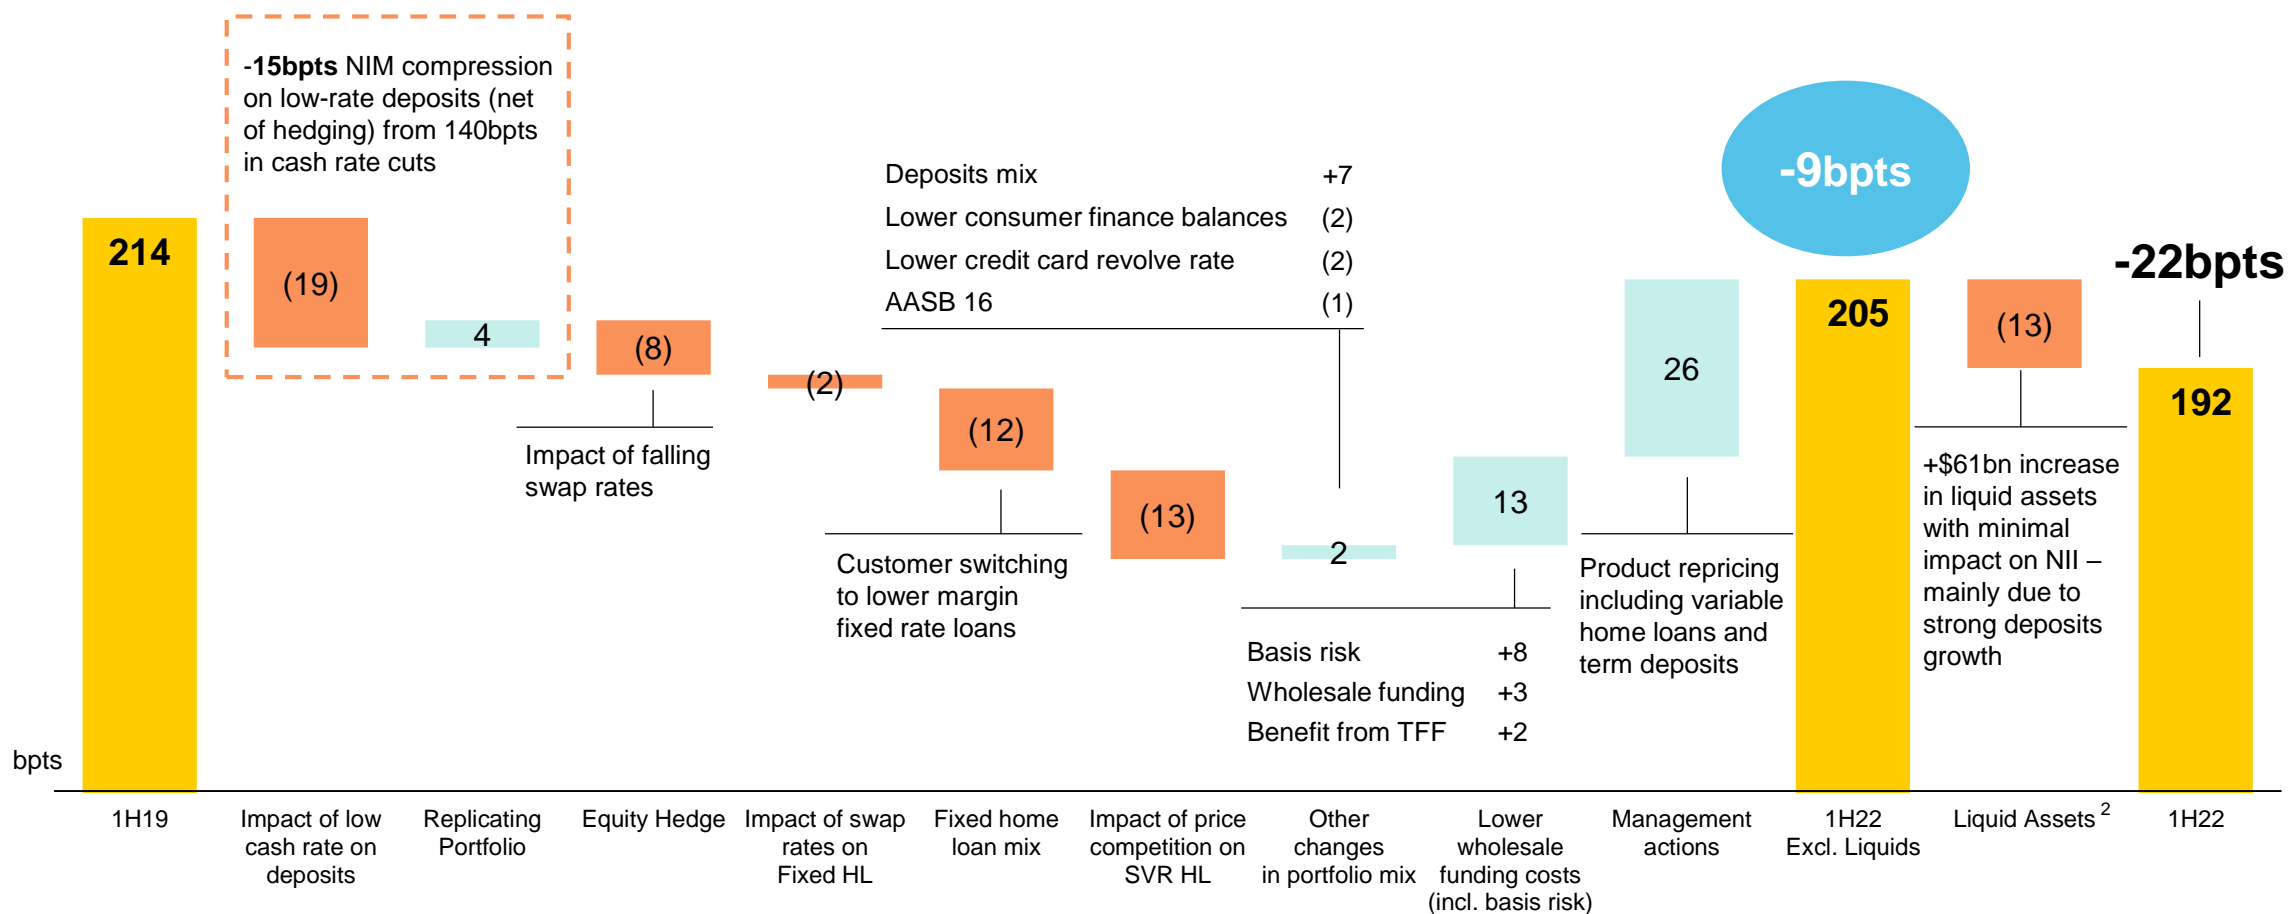 -15bpts NIM compression
on low-rate deposits (net
of hedging) from 140bpts
in cash rate cuts
Deposits mix +7
Lower consumer finance balances (2)
Lower credit card revolve rate (2)
AASB 16 (1)
-9bpts
-22bpts
214
(19)
4
(8)
(2)
(12)
(13)
2
13
26
205
(13)
192
Impact of falling
swap rates
Customer switching
to lower margin
fixed rate loans
Basis risk +8
Wholesale funding +3
Benefit from TFF +2
Product repricing
including variable
home loans and
term deposits
+$61bn increase
in liquid assets
with minimal
impact on NII –
mainly due to
strong deposits
growth
bpts
1H19
Impact of low
cash rate on
deposits
Replicating
Portfolio
Equity Hedge
Impact of swap
rates on
Fixed HL
Fixed home
loan mix
Impact of price
competition on
SVR HL
Other
changes
in portfolio mix
Lower
wholesale
funding costs
(incl. basis risk)
Management
actions
1H22
Excl. Liquids
Liquid Assets 2
1H22